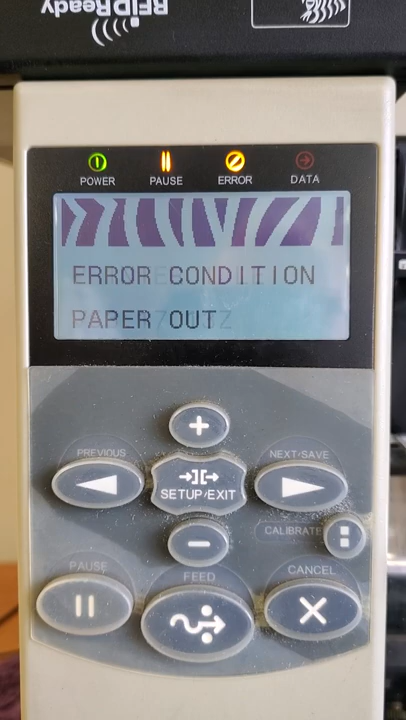 RFID Ready
POWER PAUSE ERROR DATA
ERROR CONDITION
PAPER OUT
PREVIOUS NEXT/SAVE
SETUP/EXIT
CALIBRATE
PAUSE FEED CANCEL